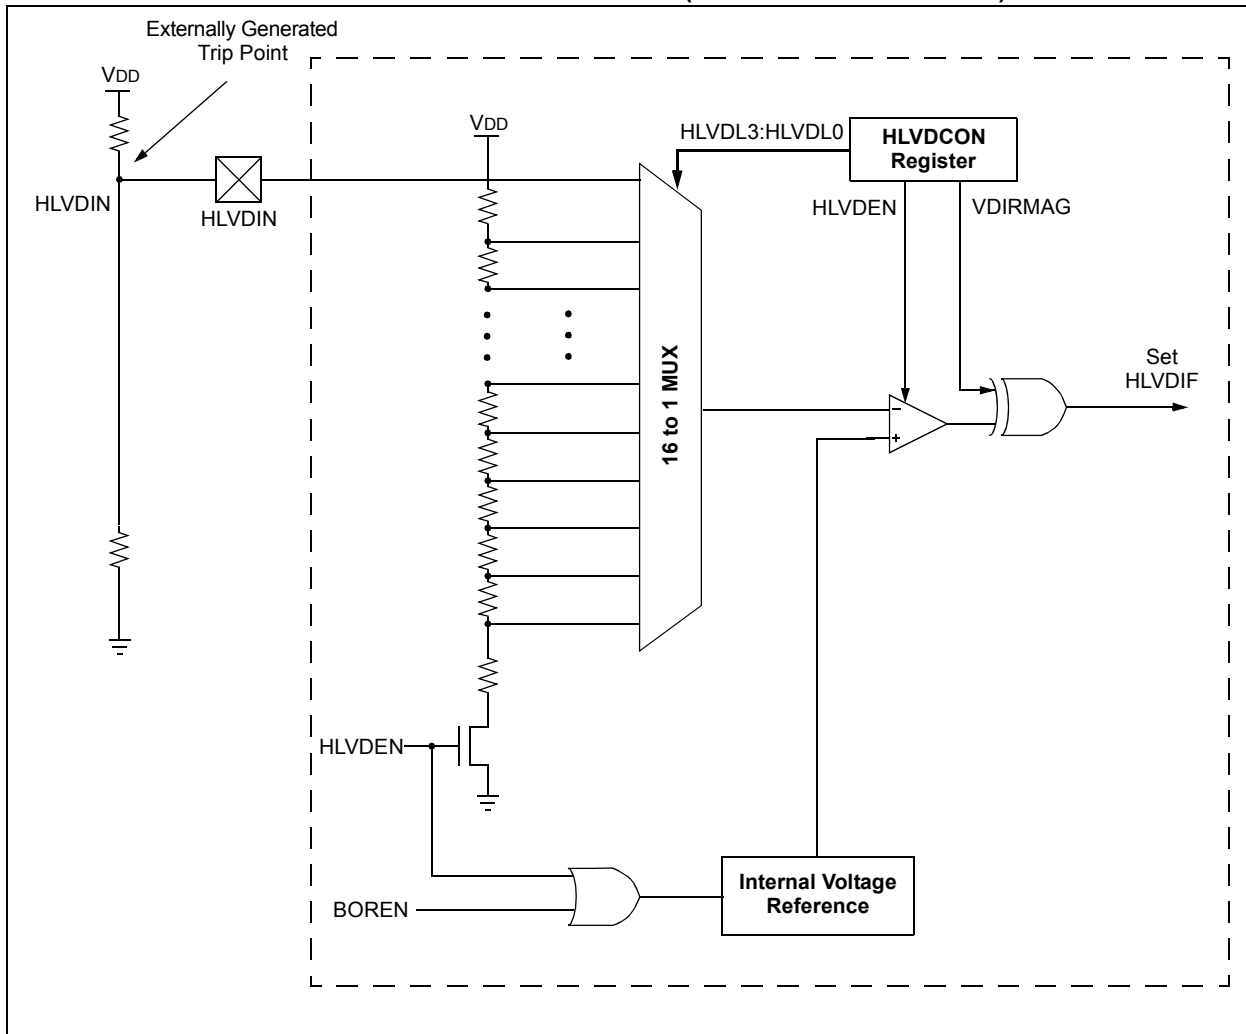 Externally Generated
Trip Point
VDD
VDD
HLVDL3:HLVDL0
HLVDCON
Register
HLVDIN
HLVDIN
HLVDEN
VDIRMAG
16 to 1 MUX
Set
HLVDIF
–
+
HLVDEN
BOREN
Internal Voltage
Reference